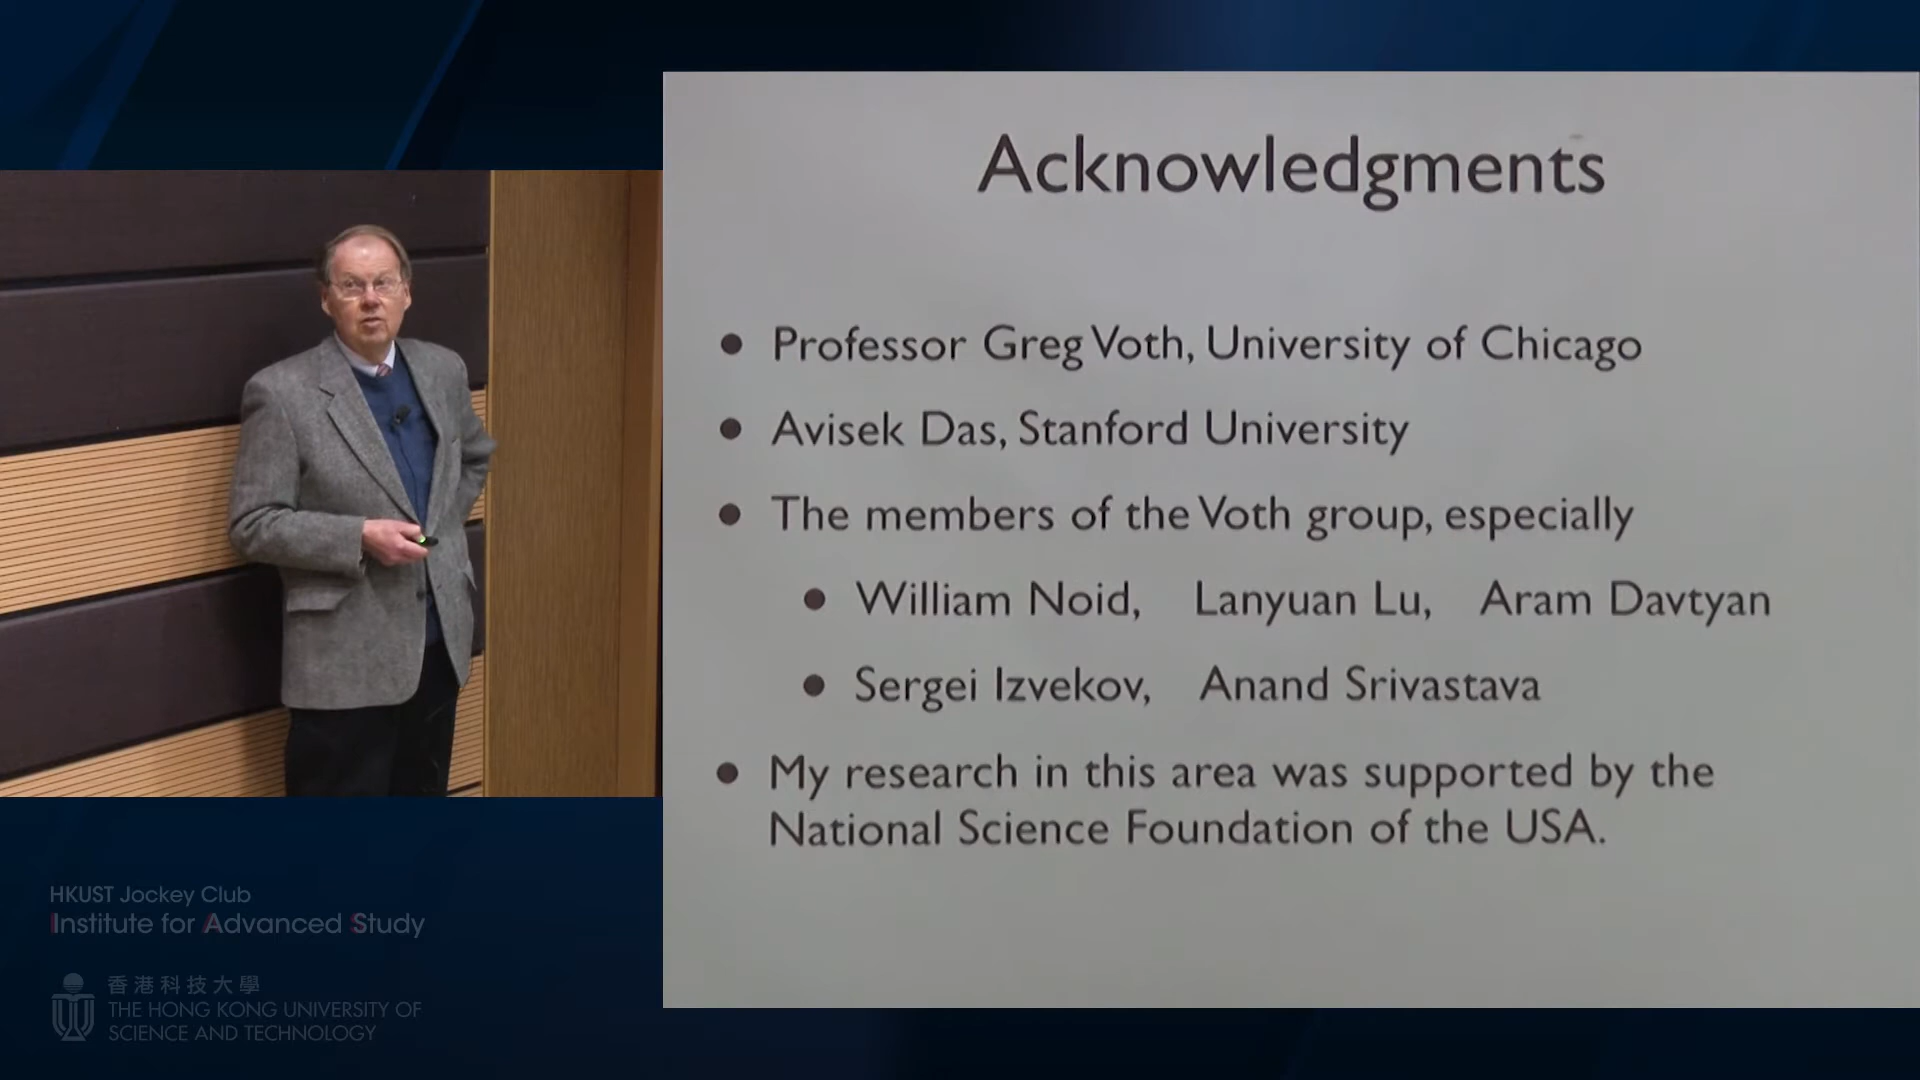 Acknowledgments
• Professor Greg Voth, University of Chicago
• Avisek Das, Stanford University
• The members of the Voth group, especially
• William Noid, Lanyuan Lu, Aram Davtyan
• Sergei Izvekov, Anand Srivastava
• My research in this area was supported by the
National Science Foundation of the USA.
HKUST Jockey Club
Institute for Advanced Study
香港科技大學
THE HONG KONG UNIVERSITY OF
SCIENCE AND TECHNOLOGY